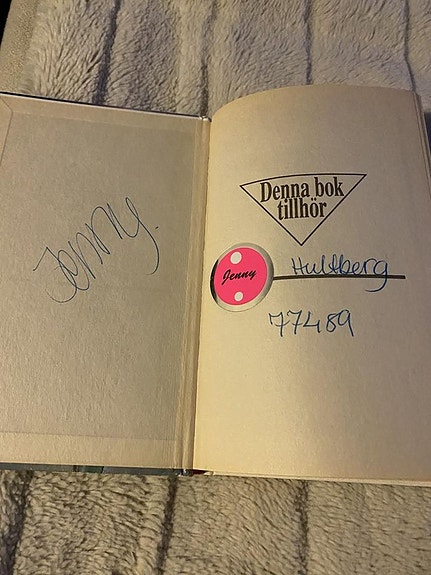 Jenny.
Denna bok
tillhör
Jenny Hultberg
77489